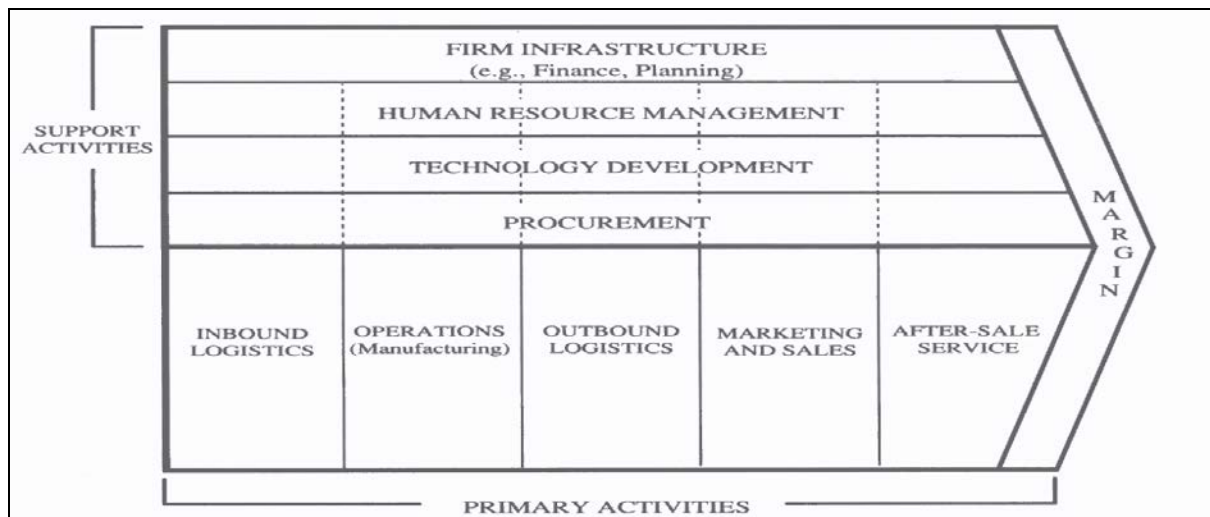 FIRM INFRASTRUCTURE
(e.g., Finance, Planning)
HUMAN RESOURCE MANAGEMENT
SUPPORT
ACTIVITIES
TECHNOLOGY DEVELOPMENT
PROCUREMENT
MARGIN
INBOUND
LOGISTICS
OPERATIONS
(Manufacturing)
OUTBOUND
LOGISTICS
MARKETING
AND SALES
AFTER-SALE
SERVICE
PRIMARY ACTIVITIES